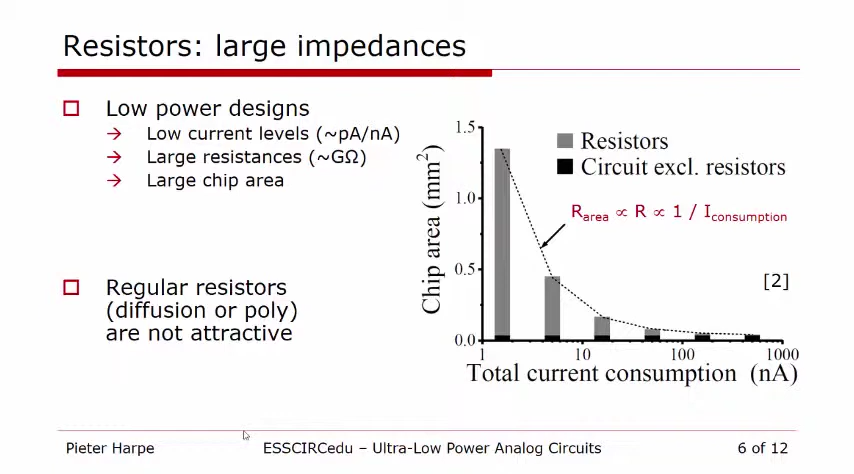 Resistors: large impedances
Low power designs
→ Low current levels (~pA/nA)
→ Large resistances (~GΩ)
→ Large chip area
Regular resistors
(diffusion or poly)
are not attractive
Chip area (mm²)
1.5
1.0
0.5
0.0
1
10
100
1000
Total current consumption (nA)
Resistors
Circuit excl. resistors
R_area ∝ R ∝ 1 / I_consumption
[2]
Pieter Harpe
ESSCIRCedu – Ultra-Low Power Analog Circuits
6 of 12